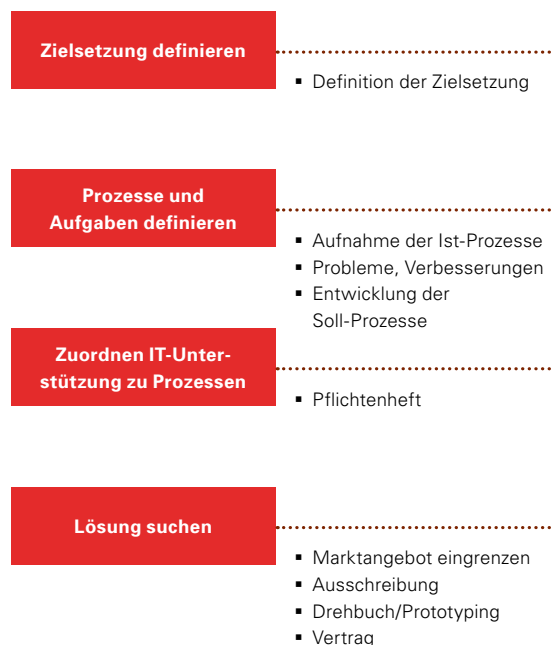 Zielsetzung definieren
▪ Definition der Zielsetzung
Prozesse und
Aufgaben definieren
▪ Aufnahme der Ist-Prozesse
▪ Probleme, Verbesserungen
▪ Entwicklung der
Soll-Prozesse
Zuordnen IT-Unter-
stützung zu Prozessen
▪ Pflichtenheft
Lösung suchen
▪ Marktangebot eingrenzen
▪ Ausschreibung
▪ Drehbuch/Prototyping
▪ Vertrag